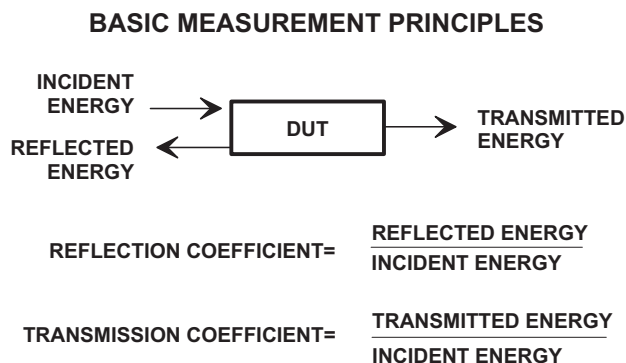 BASIC MEASUREMENT PRINCIPLES
INCIDENT
ENERGY
REFLECTED
ENERGY
DUT
TRANSMITTED
ENERGY
REFLECTION COEFFICIENT=
REFLECTED ENERGY
INCIDENT ENERGY
TRANSMISSION COEFFICIENT=
TRANSMITTED ENERGY
INCIDENT ENERGY